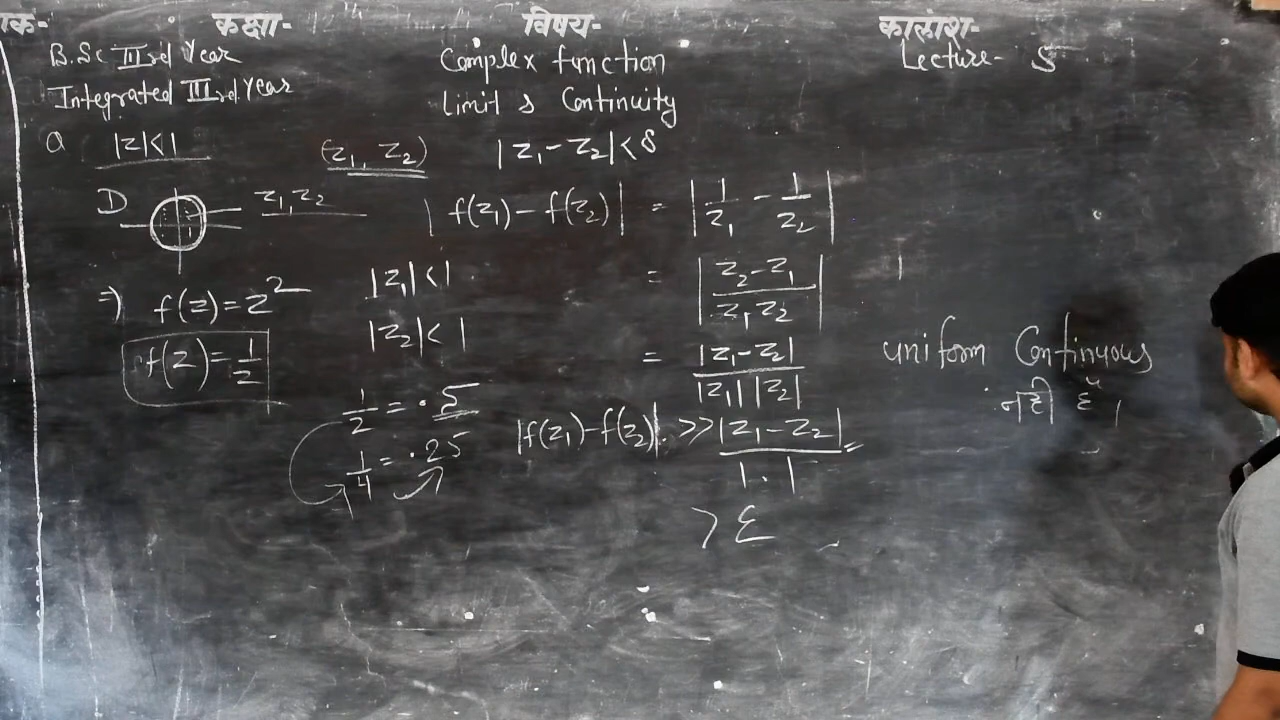 क-
कक्षा-
विषय-
कालांश-
B.Sc IIIrd Year
Complex function
Lecture- 5
Integrated IIIrd Year
Limit & Continuity
Q |z|<1
(z₁, z₂)
|z₁-z₂|<δ
D
z₁, z₂
|f(z₁)-f(z₂)| = |1/z₁ - 1/z₂|
|z₁|<1
= |(z₂-z₁)/(z₁z₂)|
⇒) f(z)=z²
|z₂|<1
f(z)=1/z
= |z₁-z₂|/(|z₁||z₂|)
uniform Continuous
नही है,
1/2 = .5
|f(z₁)-f(z₂)| >> |z₁-z₂|/(1.1)
1/4 = .25
> ε